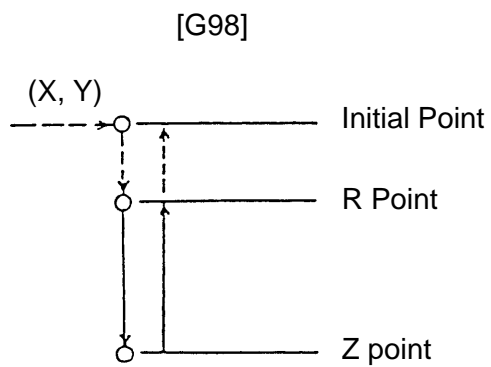 [G98]
(X, Y)
Initial Point
R Point
Z point